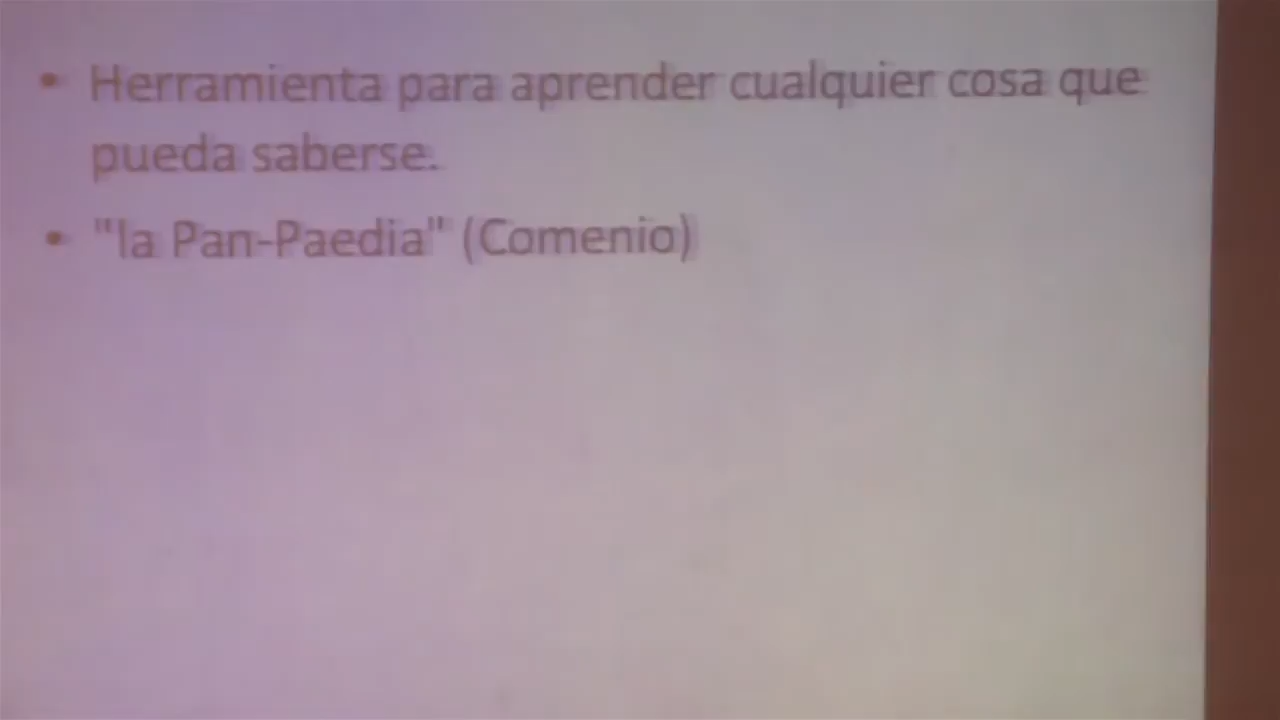 • Herramienta para aprender cualquier cosa que
pueda saberse.
• "la Pan-Paedia" (Comenio)